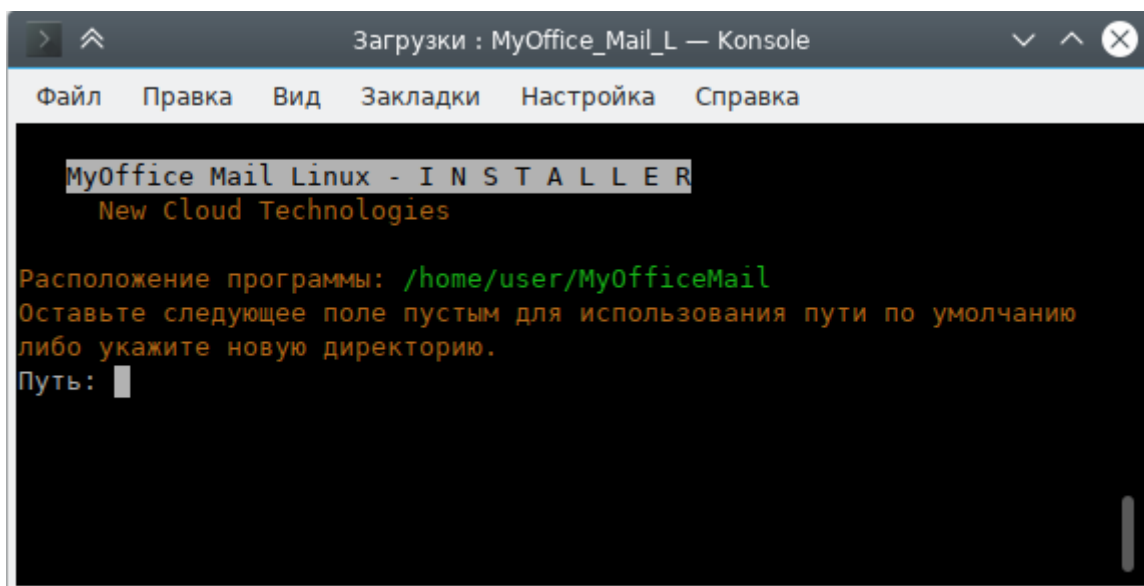 Загрузки : MyOffice_Mail_L — Konsole
Файл Правка Вид Закладки Настройка Справка
MyOffice Mail Linux - I N S T A L L E R
New Cloud Technologies
Расположение программы: /home/user/MyOfficeMail
Оставьте следующее поле пустым для использования пути по умолчанию
либо укажите новую директорию.
Путь: